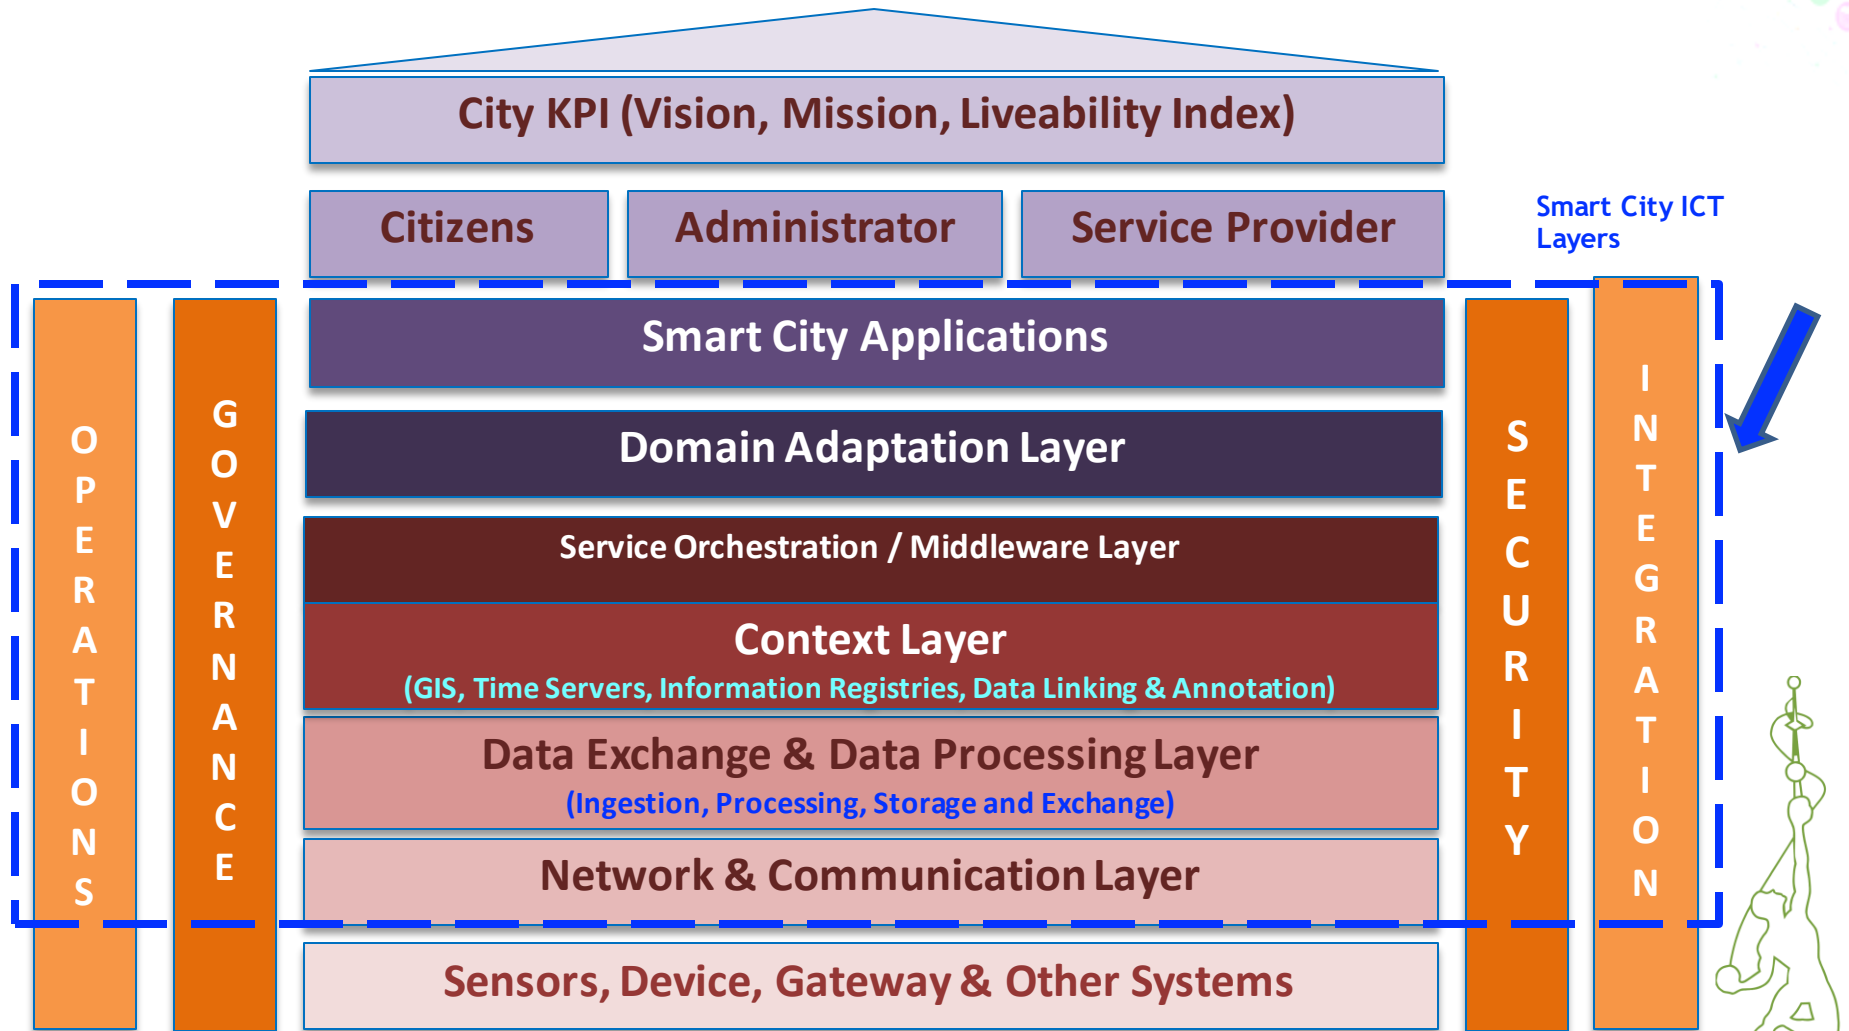 City KPI (Vision, Mission, Liveability Index)
Citizens
Administrator
Service Provider
Smart City ICT
Layers
OPERATIONS
GOVERNANCE
Smart City Applications
Domain Adaptation Layer
Service Orchestration / Middleware Layer
Context Layer
(GIS, Time Servers, Information Registries, Data Linking & Annotation)
Data Exchange & Data Processing Layer
(Ingestion, Processing, Storage and Exchange)
Network & Communication Layer
Sensors, Device, Gateway & Other Systems
SECURITY
INTEGRATION